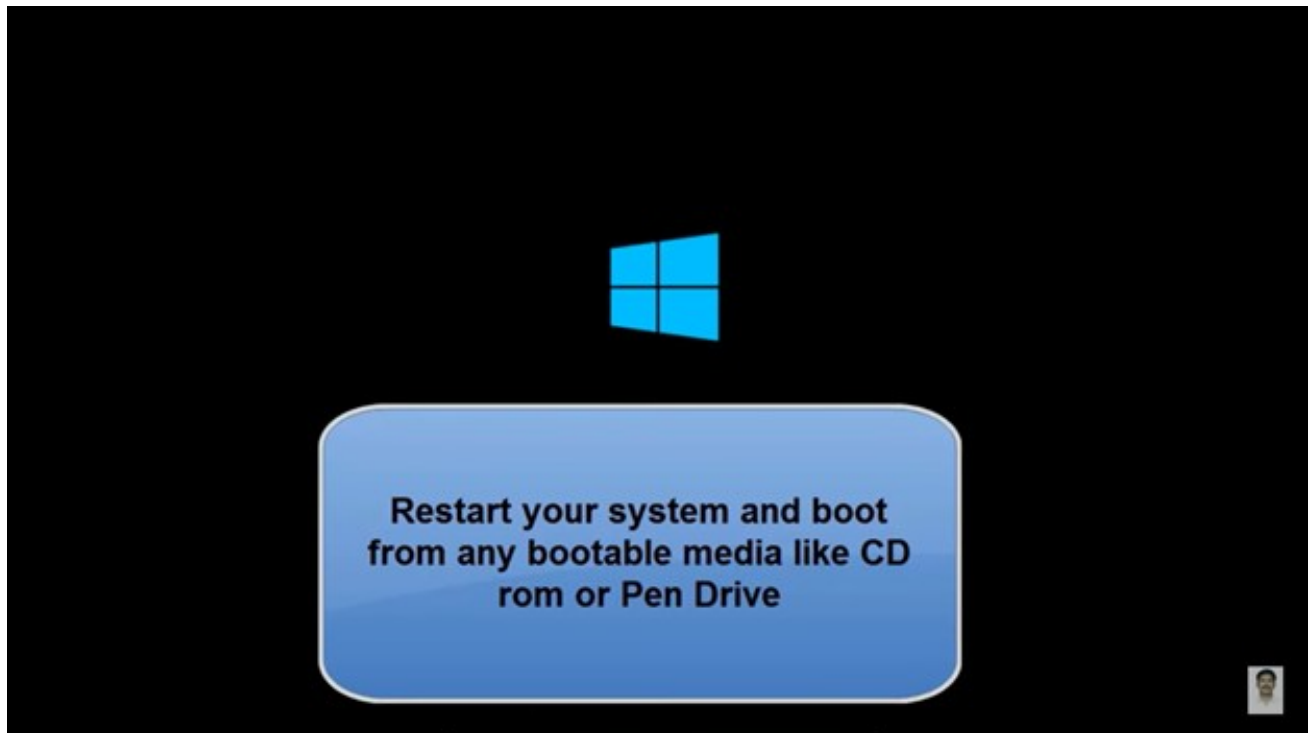 Restart your system and boot
from any bootable media like CD
rom or Pen Drive